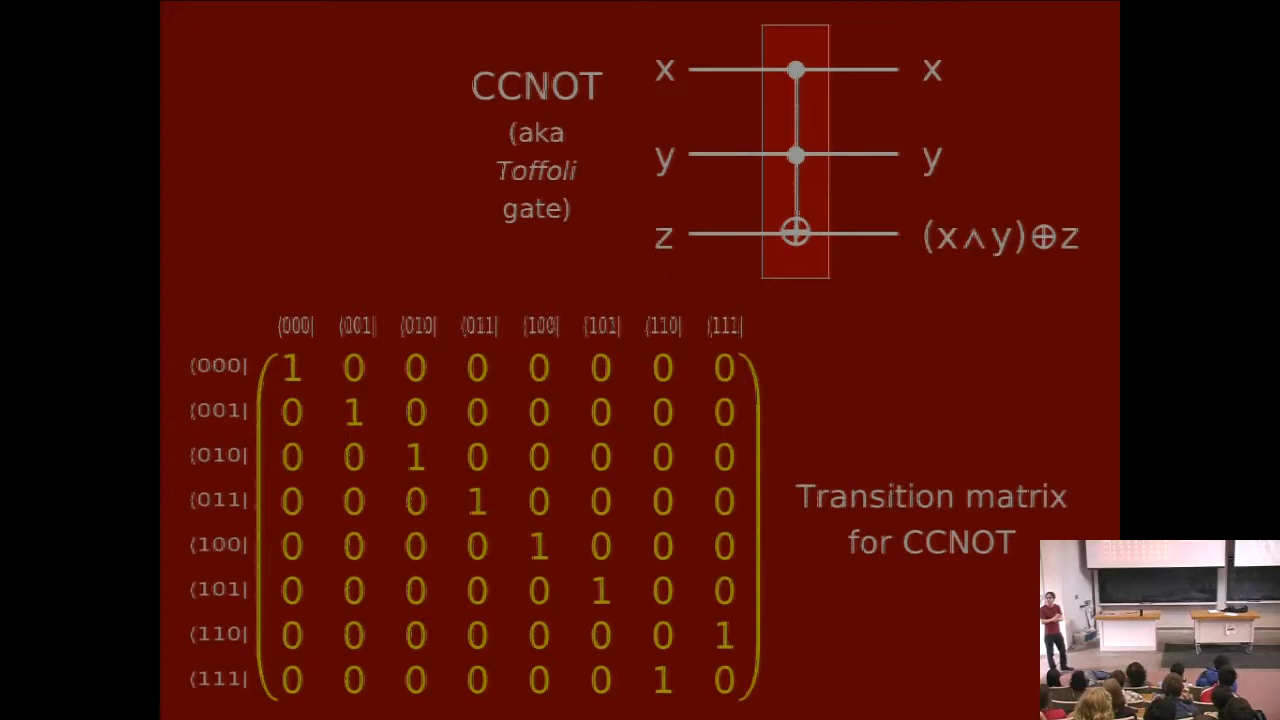 CCNOT
(aka
Toffoli
gate)
x x
y y
z (x∧y)⊕z
⟨000| ⟨001| ⟨010| ⟨011| ⟨100| ⟨101| ⟨110| ⟨111|
⟨000| 1 0 0 0 0 0 0 0
⟨001| 0 1 0 0 0 0 0 0
⟨010| 0 0 1 0 0 0 0 0
⟨011| 0 0 0 1 0 0 0 0
⟨100| 0 0 0 0 1 0 0 0
⟨101| 0 0 0 0 0 1 0 0
⟨110| 0 0 0 0 0 0 0 1
⟨111| 0 0 0 0 0 0 1 0
Transition matrix
for CCNOT